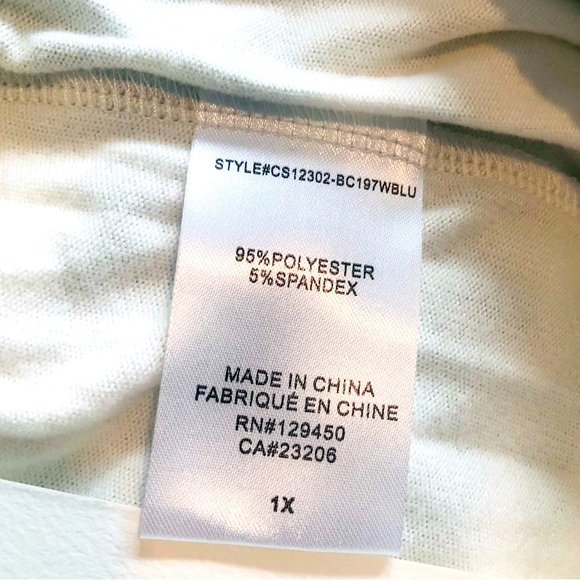 STYLE#CS12302-BC197WBLU
95%POLYESTER
5%SPANDEX
MADE IN CHINA
FABRIQUÉ EN CHINE
RN#129450
CA#23206
1X